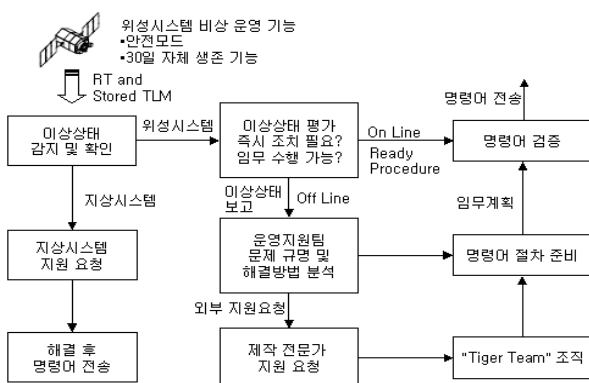 위성시스템 비상 운영 기능
▪안전모드
▪30일 자체 생존 기능
RT and
Stored TLM
이상상태
감지 및 확인
위성시스템
이상상태 평가
즉시 조치 필요?
임무 수행 가능?
On Line
Ready
Procedure
명령어 전송
명령어 검증
지상시스템
이상상태
보고
Off Line
임무계획
지상시스템
지원 요청
운영지원팀
문제 규명 및
해결방법 분석
명령어 절차 준비
외부 지원요청
해결 후
명령어 전송
제작 전문가
지원 요청
"Tiger Team" 조직